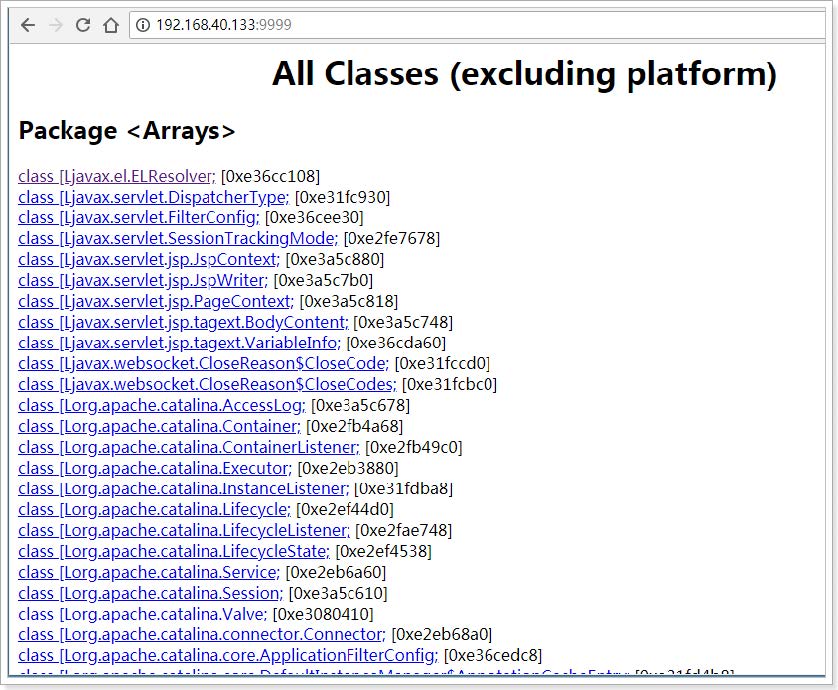 192.168.40.133:9999
All Classes (excluding platform)
Package <Arrays>
class [Ljavax.el.ELResolver; [0xe36cc108]
class [Ljavax.servlet.DispatcherType; [0xe31fc930]
class [Ljavax.servlet.FilterConfig; [0xe36cee30]
class [Ljavax.servlet.SessionTrackingMode; [0xe2fe7678]
class [Ljavax.servlet.jsp.JspContext; [0xe3a5c880]
class [Ljavax.servlet.jsp.JspWriter; [0xe3a5c7b0]
class [Ljavax.servlet.jsp.PageContext; [0xe3a5c818]
class [Ljavax.servlet.jsp.tagext.BodyContent; [0xe3a5c748]
class [Ljavax.servlet.jsp.tagext.VariableInfo; [0xe36cda60]
class [Ljavax.websocket.CloseReason$CloseCode; [0xe31fccd0]
class [Ljavax.websocket.CloseReason$CloseCodes; [0xe31fcbc0]
class [Lorg.apache.catalina.AccessLog; [0xe3a5c678]
class [Lorg.apache.catalina.Container; [0xe2fb4a68]
class [Lorg.apache.catalina.ContainerListener; [0xe2fb49c0]
class [Lorg.apache.catalina.Executor; [0xe2eb3880]
class [Lorg.apache.catalina.InstanceListener; [0xe31fdba8]
class [Lorg.apache.catalina.Lifecycle; [0xe2ef44d0]
class [Lorg.apache.catalina.LifecycleListener; [0xe2fae748]
class [Lorg.apache.catalina.LifecycleState; [0xe2ef4538]
class [Lorg.apache.catalina.Service; [0xe2eb6a60]
class [Lorg.apache.catalina.Session; [0xe3a5c610]
class [Lorg.apache.catalina.Valve; [0xe3080410]
class [Lorg.apache.catalina.connector.Connector; [0xe2eb68a0]
class [Lorg.apache.catalina.core.ApplicationFilterConfig; [0xe36cedc8]
class [Lorg.apache.catalina.core.DefaultInstanceManager$AnnotationCacheEntry;